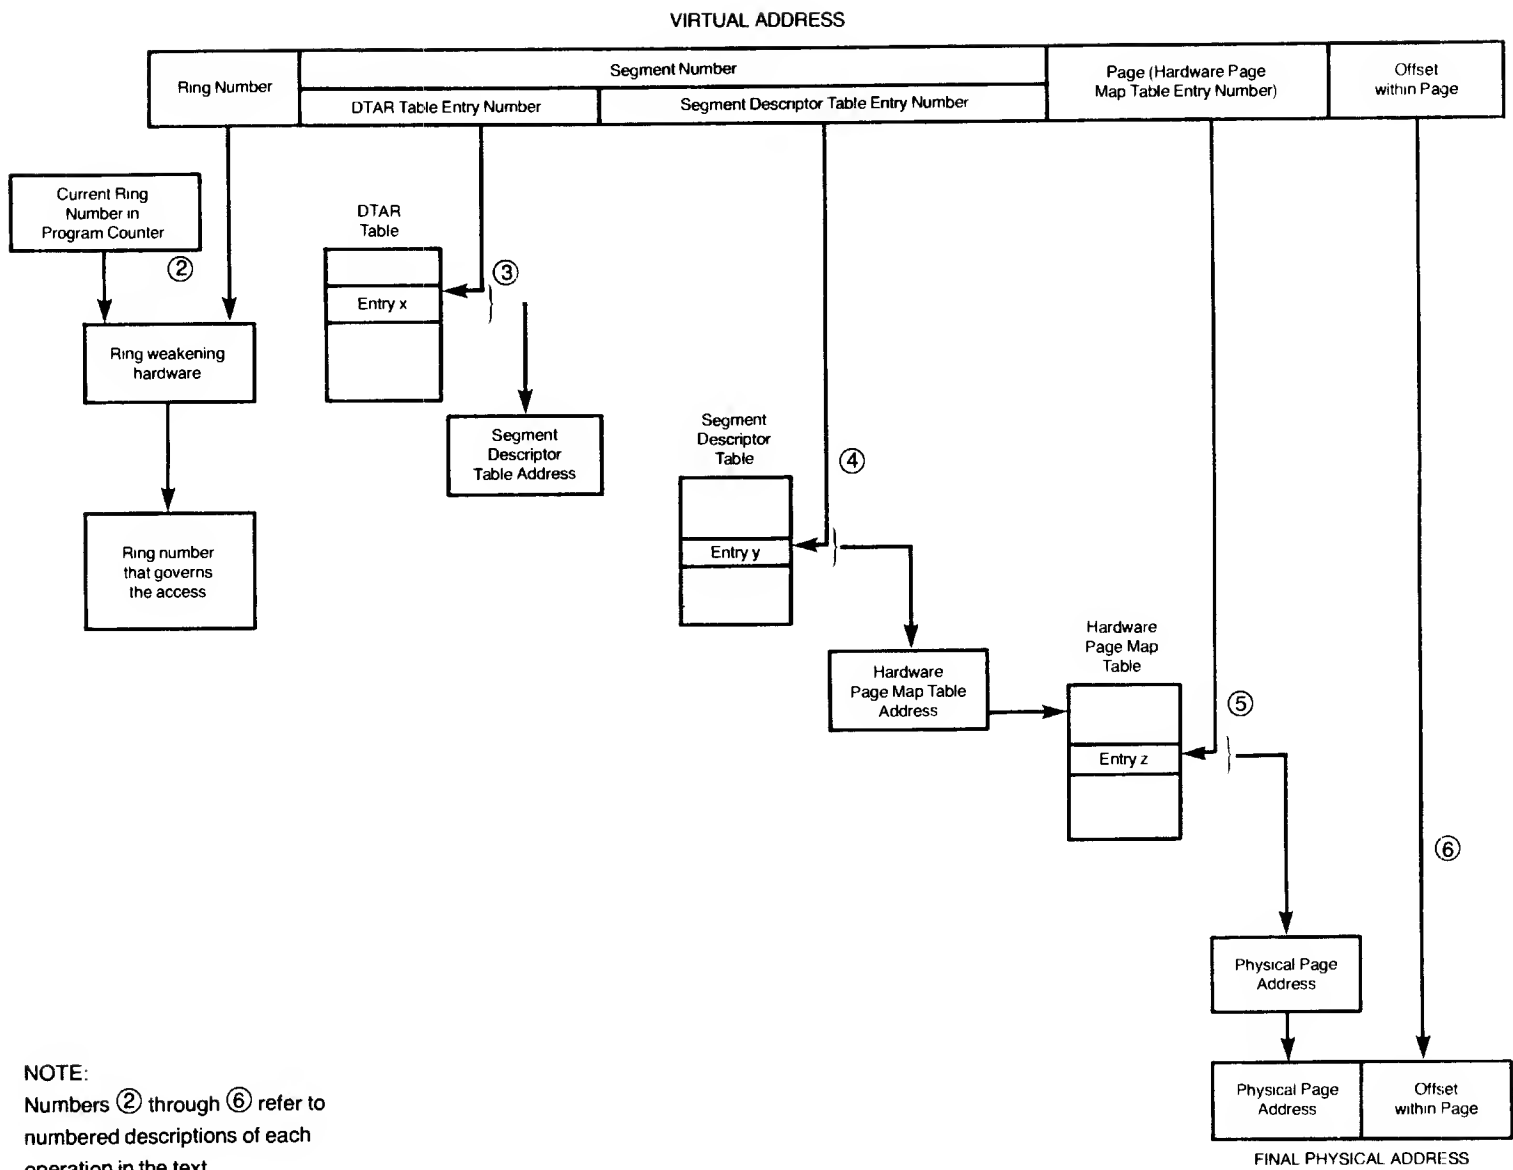 VIRTUAL ADDRESS
Ring Number
Segment Number
Page (Hardware Page
Map Table Entry Number)
Offset
within Page
DTAR Table Entry Number
Segment Descriptor Table Entry Number
Current Ring
Number in
Program Counter
②
DTAR
Table
③
Entry x
Ring weakening
hardware
Segment
Descriptor
Table Address
Segment
Descriptor
Table
④
Entry y
Ring number
that governs
the access
Hardware
Page Map Table
Address
Hardware
Page Map
Table
⑤
Entry z
⑥
Physical Page
Address
Physical Page
Address
Offset
within Page
FINAL PHYSICAL ADDRESS
NOTE:
Numbers ② through ⑥ refer to
numbered descriptions of each
operation in the text